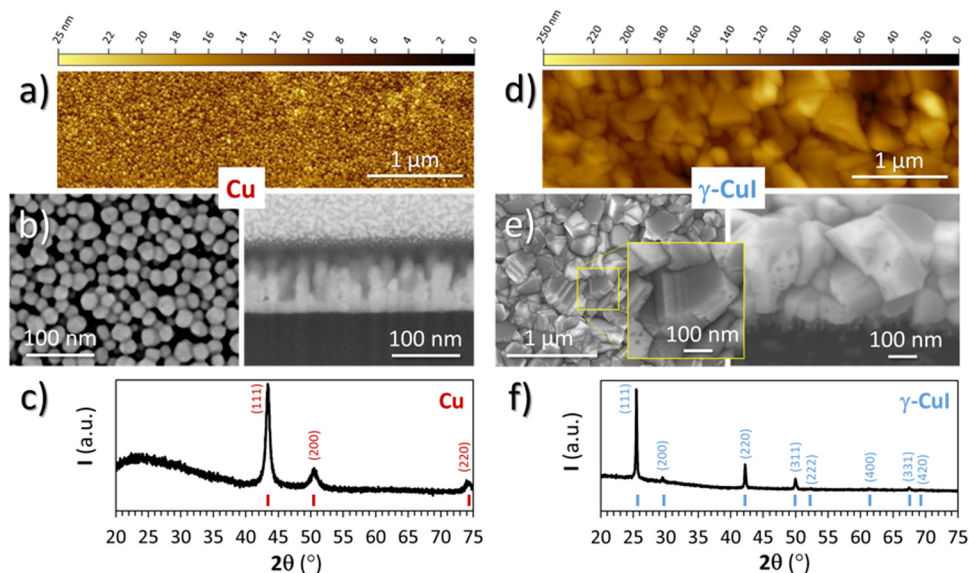 25 nm 22 20 18 16 14 12 10 8 6 4 2 0
a)
1 µm
Cu
b)
100 nm
100 nm
c)
I (a.u.)
(111)
(200)
(220)
Cu
20 25 30 35 40 45 50 55 60 65 70 75
2θ (°)
250 nm 220 200 180 160 140 120 100 80 60 40 20 0
d)
1 µm
γ-CuI
e)
1 µm
100 nm
100 nm
f)
I (a.u.)
(111)
(200)
(220)
(311)
(222)
(400)
(331)
(420)
γ-CuI
20 25 30 35 40 45 50 55 60 65 70 75
2θ (°)